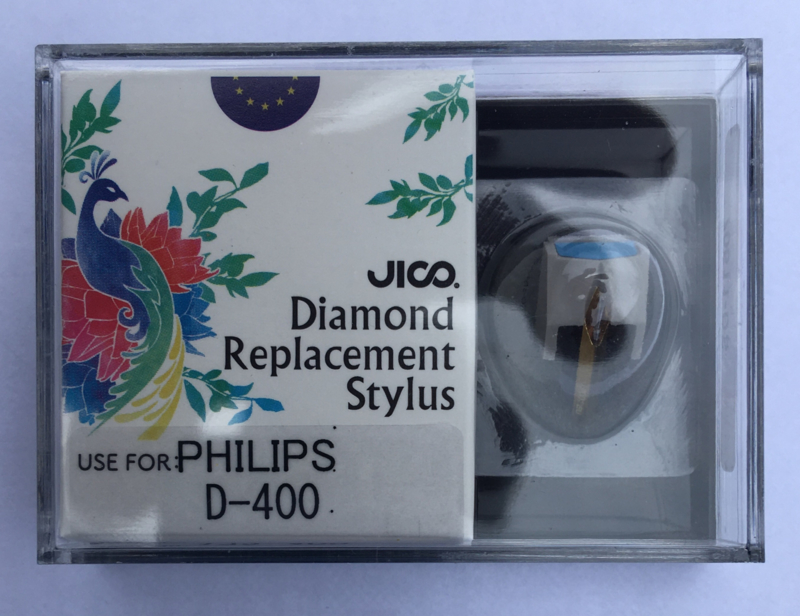 JICO.
Diamond
Replacement
Stylus
USE FOR:PHILIPS
D-400